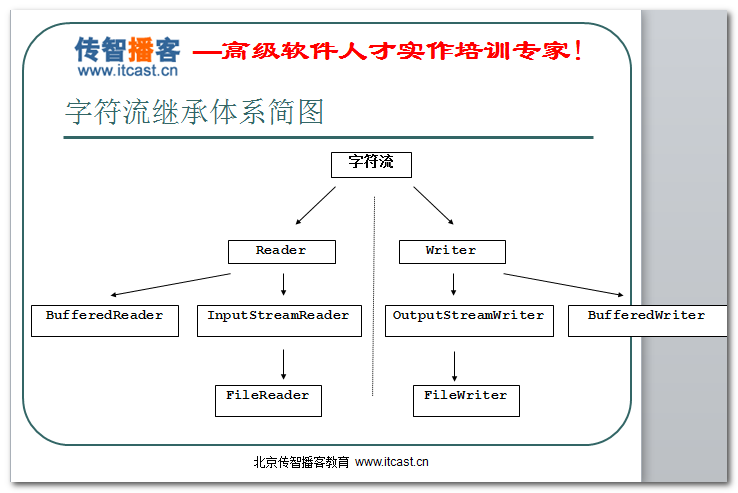 传智播客 —高级软件人才实作培训专家!
www.itcast.cn
字符流继承体系简图
字符流
Reader Writer
BufferedReader InputStreamReader OutputStreamWriter BufferedWriter
FileReader FileWriter
北京传智播客教育 www.itcast.cn